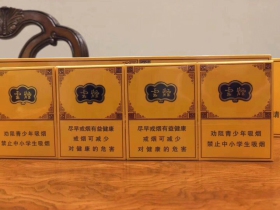 劝阻青少年吸烟
禁止中小学生吸烟
尽早戒烟有益健康
戒烟可减少
对健康的危害
尽早戒烟有益健康
戒烟可减少
对健康的危害
劝阻青少年吸烟
禁止中小学生吸烟